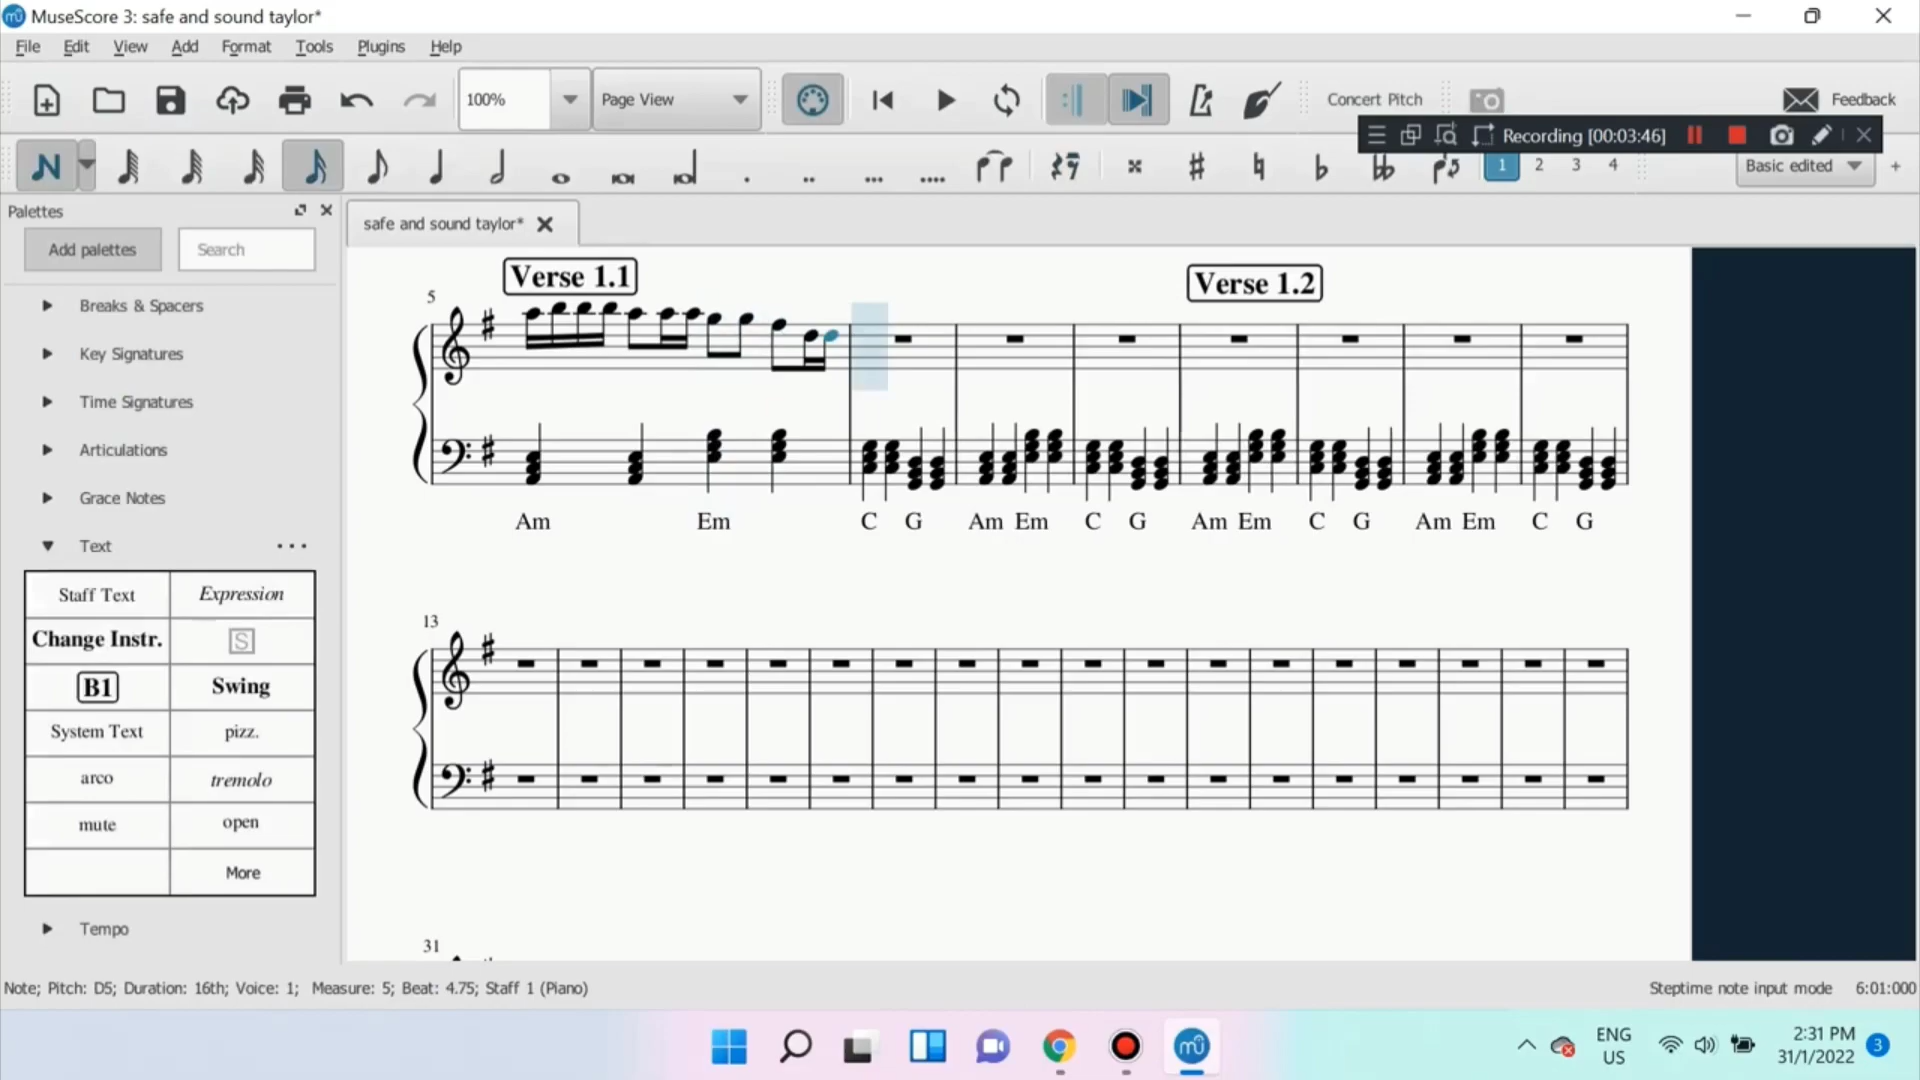 MuseScore 3: safe and sound taylor*
File Edit View Add Format Tools Plugins Help
100% Page View Concert Pitch Feedback
Recording [00:03:46]
1 2 3 4 Basic edited +
Palettes
safe and sound taylor*
Add palettes Search
Breaks & Spacers
Key Signatures
Time Signatures
Articulations
Grace Notes
Text ...
Staff Text Expression
Change Instr. S
B1 Swing
System Text pizz.
arco tremolo
mute open
More
Tempo
Verse 1.1 Verse 1.2
5
Am Em C G Am Em C G Am Em C G Am Em C G
13
31
Note; Pitch: D5; Duration: 16th; Voice: 1; Measure: 5; Beat: 4.75; Staff 1 (Piano)
Steptime note input mode 6:01:000
ENG
US
2:31 PM
31/1/2022
3